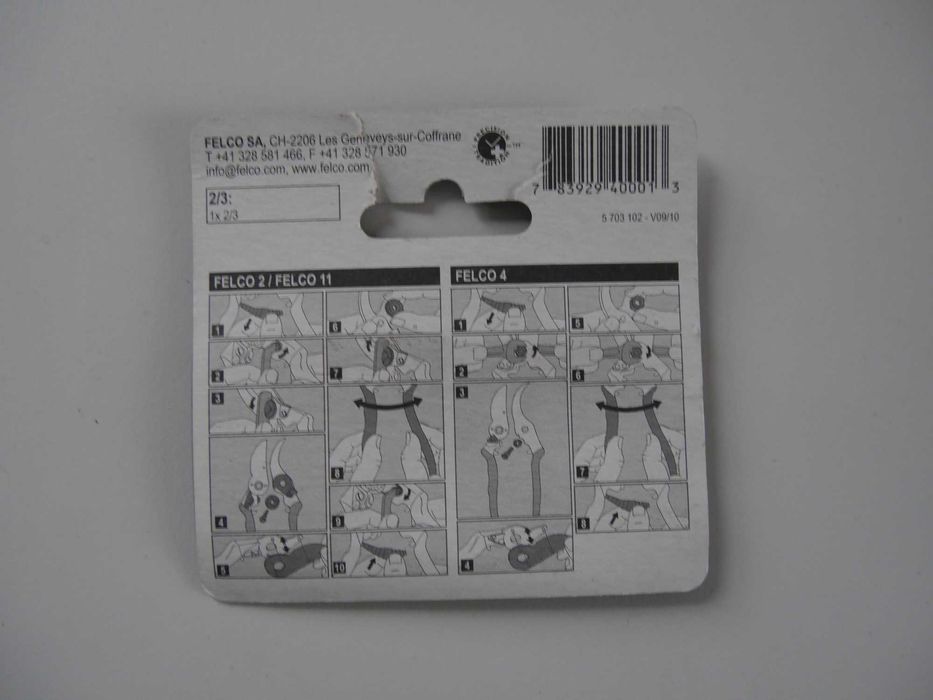 FELCO SA, CH-2206 Les Geneveys-sur-Coffrane
T +41 328 581 466, F +41 328 571 930
info@felco.com, www.felco.com
PRECISION
TRADITION
7 83929 40001 3
2/3:
1x 2/3
5 703 102 - V09/10
FELCO 2 / FELCO 11
1
2
3
4
5
6
7
8
9
10
FELCO 4
1
2
3
4
5
6
7
8